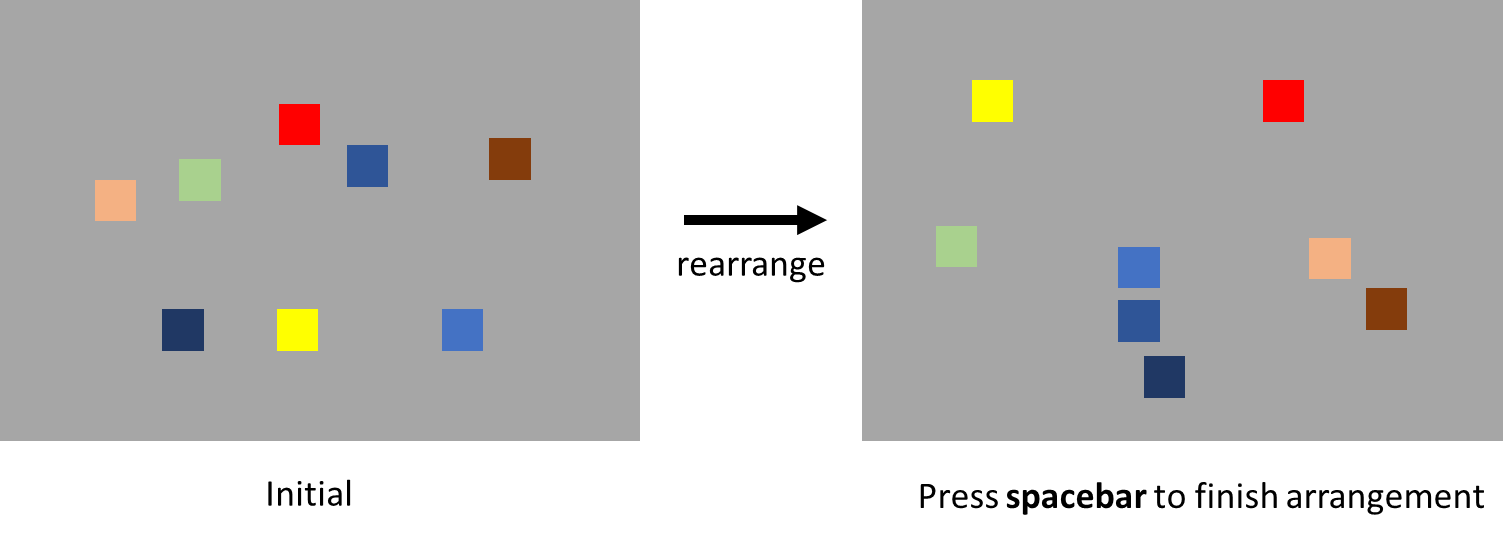 rearrange
Initial
Press spacebar to finish arrangement